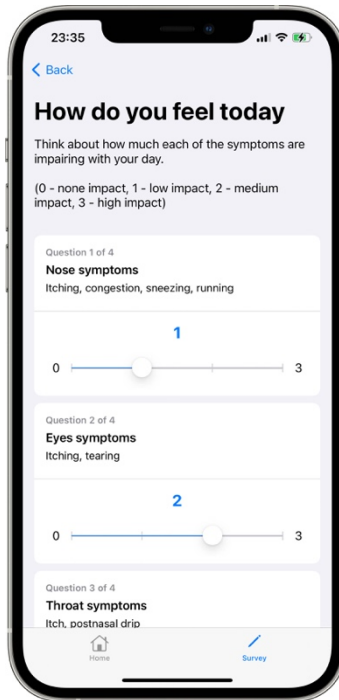 23:35
Back
How do you feel today
Think about how much each of the symptoms are
impairing with your day.
(0 - none impact, 1 - low impact, 2 - medium
impact, 3 - high impact)
Question 1 of 4
Nose symptoms
Itching, congestion, sneezing, running
1
0 3
Question 2 of 4
Eyes symptoms
Itching, tearing
2
0 3
Question 3 of 4
Throat symptoms
Itch, postnasal drip
Home Survey